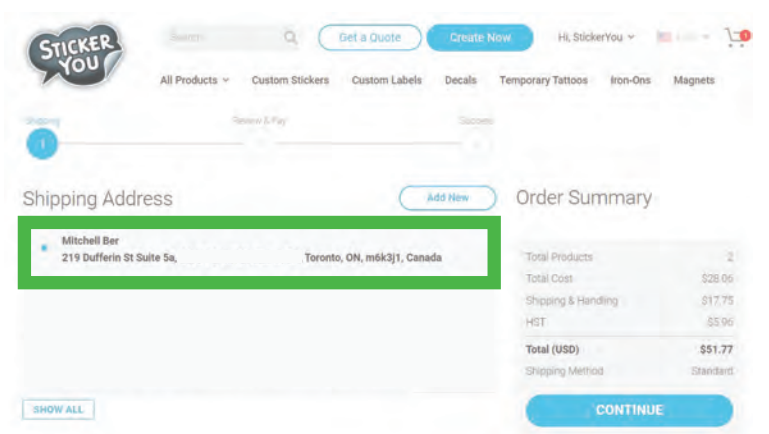 STICKER YOU
Search
Get a Quote
Create Now
Hi, StickerYou
1
All Products
Custom Stickers
Custom Labels
Decals
Temporary Tattoos
Iron-Ons
Magnets
Shipping
Review & Pay
Success
1
Shipping Address
Add New
Order Summary
Mitchell Ber
219 Dufferin St Suite 5a, Toronto, ON, m6k3j1, Canada
Total Products 2
Total Cost $28.06
Shipping & Handling $17.75
HST $5.96
Total (USD) $51.77
Shipping Method Standard
SHOW ALL
CONTINUE